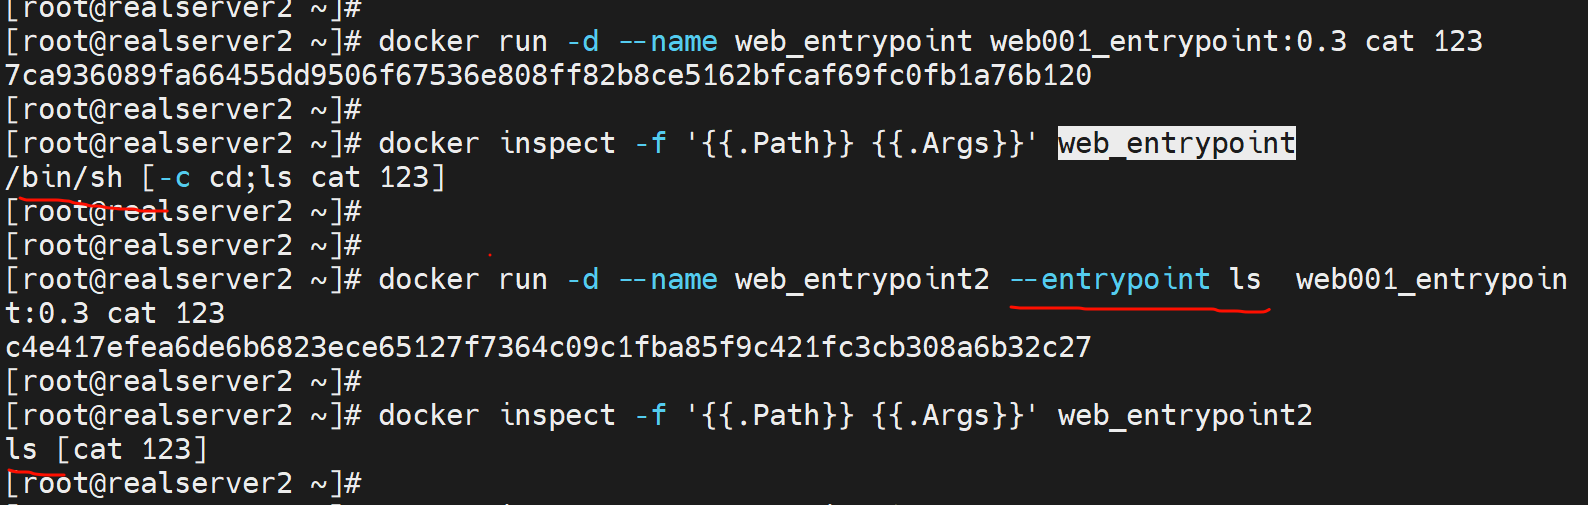 [root@realserver2 ~]#
[root@realserver2 ~]# docker run -d --name web_entrypoint web001_entrypoint:0.3 cat 123
7ca936089fa66455dd9506f67536e808ff82b8ce5162bfcaf69fc0fb1a76b120
[root@realserver2 ~]#
[root@realserver2 ~]# docker inspect -f '{{.Path}} {{.Args}}' web_entrypoint
/bin/sh [-c cd;ls cat 123]
[root@realserver2 ~]#
[root@realserver2 ~]#
[root@realserver2 ~]# docker run -d --name web_entrypoint2 --entrypoint ls  web001_entrypoin
t:0.3 cat 123
c4e417efea6de6b6823ece65127f7364c09c1fba85f9c421fc3cb308a6b32c27
[root@realserver2 ~]#
[root@realserver2 ~]# docker inspect -f '{{.Path}} {{.Args}}' web_entrypoint2
ls [cat 123]
[root@realserver2 ~]#